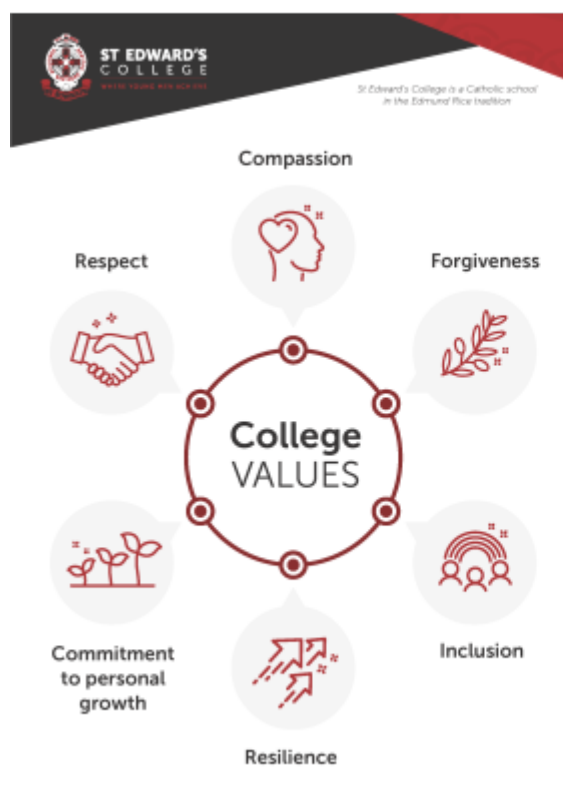 ST EDWARD'S
COLLEGE
St Edward's College is a Catholic school
in the Edmund Rice tradition
Compassion
Respect
Forgiveness
College
VALUES
Commitment
to personal
growth
Inclusion
Resilience